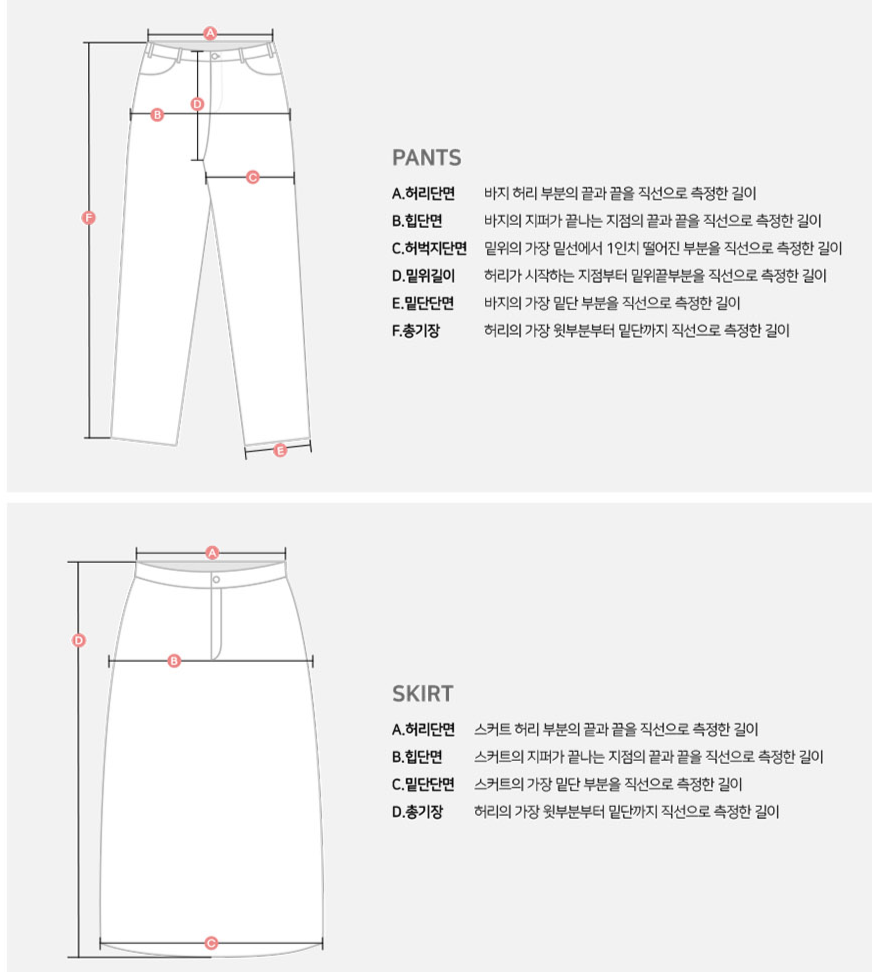 A
B
D
C
F
E
PANTS
A.허리단면 바지 허리 부분의 끝과 끝을 직선으로 측정한 길이
B.힙단면 바지의 지퍼가 끝나는 지점의 끝과 끝을 직선으로 측정한 길이
C.허벅지단면 밑위의 가장 밑선에서 1인치 떨어진 부분을 직선으로 측정한 길이
D.밑위길이 허리가 시작하는 지점부터 밑위끝부분을 직선으로 측정한 길이
E.밑단단면 바지의 가장 밑단 부분을 직선으로 측정한 길이
F.총기장 허리의 가장 윗부분부터 밑단까지 직선으로 측정한 길이
A
D
B
C
SKIRT
A.허리단면 스커트 허리 부분의 끝과 끝을 직선으로 측정한 길이
B.힙단면 스커트의 지퍼가 끝나는 지점의 끝과 끝을 직선으로 측정한 길이
C.밑단단면 스커트의 가장 밑단 부분을 직선으로 측정한 길이
D.총기장 허리의 가장 윗부분부터 밑단까지 직선으로 측정한 길이